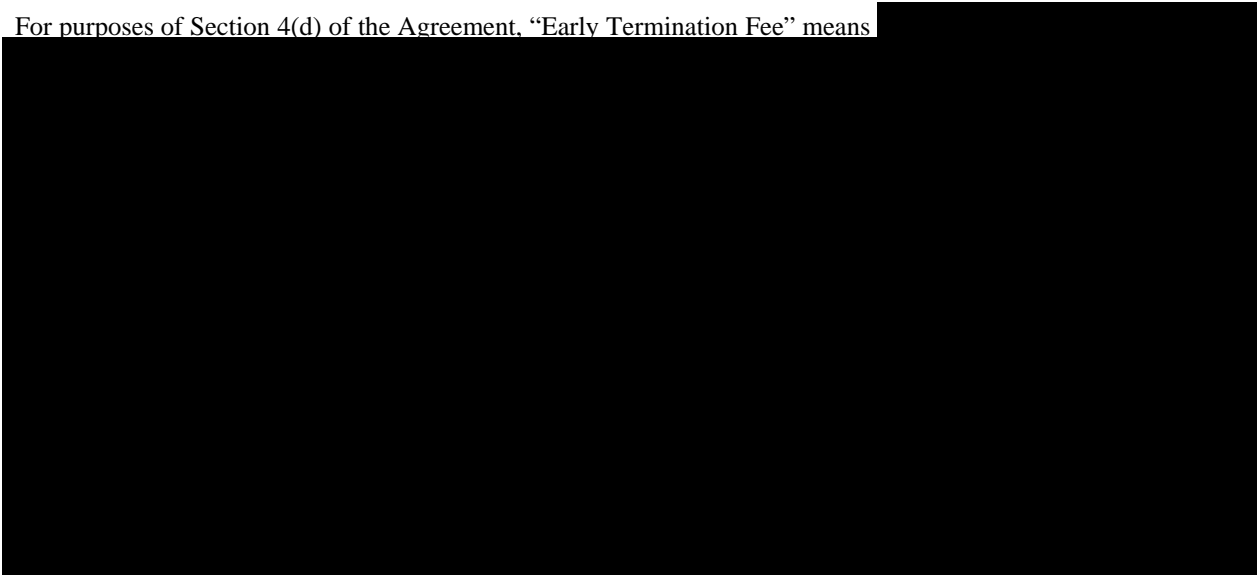 For purposes of Section 4(d) of the Agreement, “Early Termination Fee” means